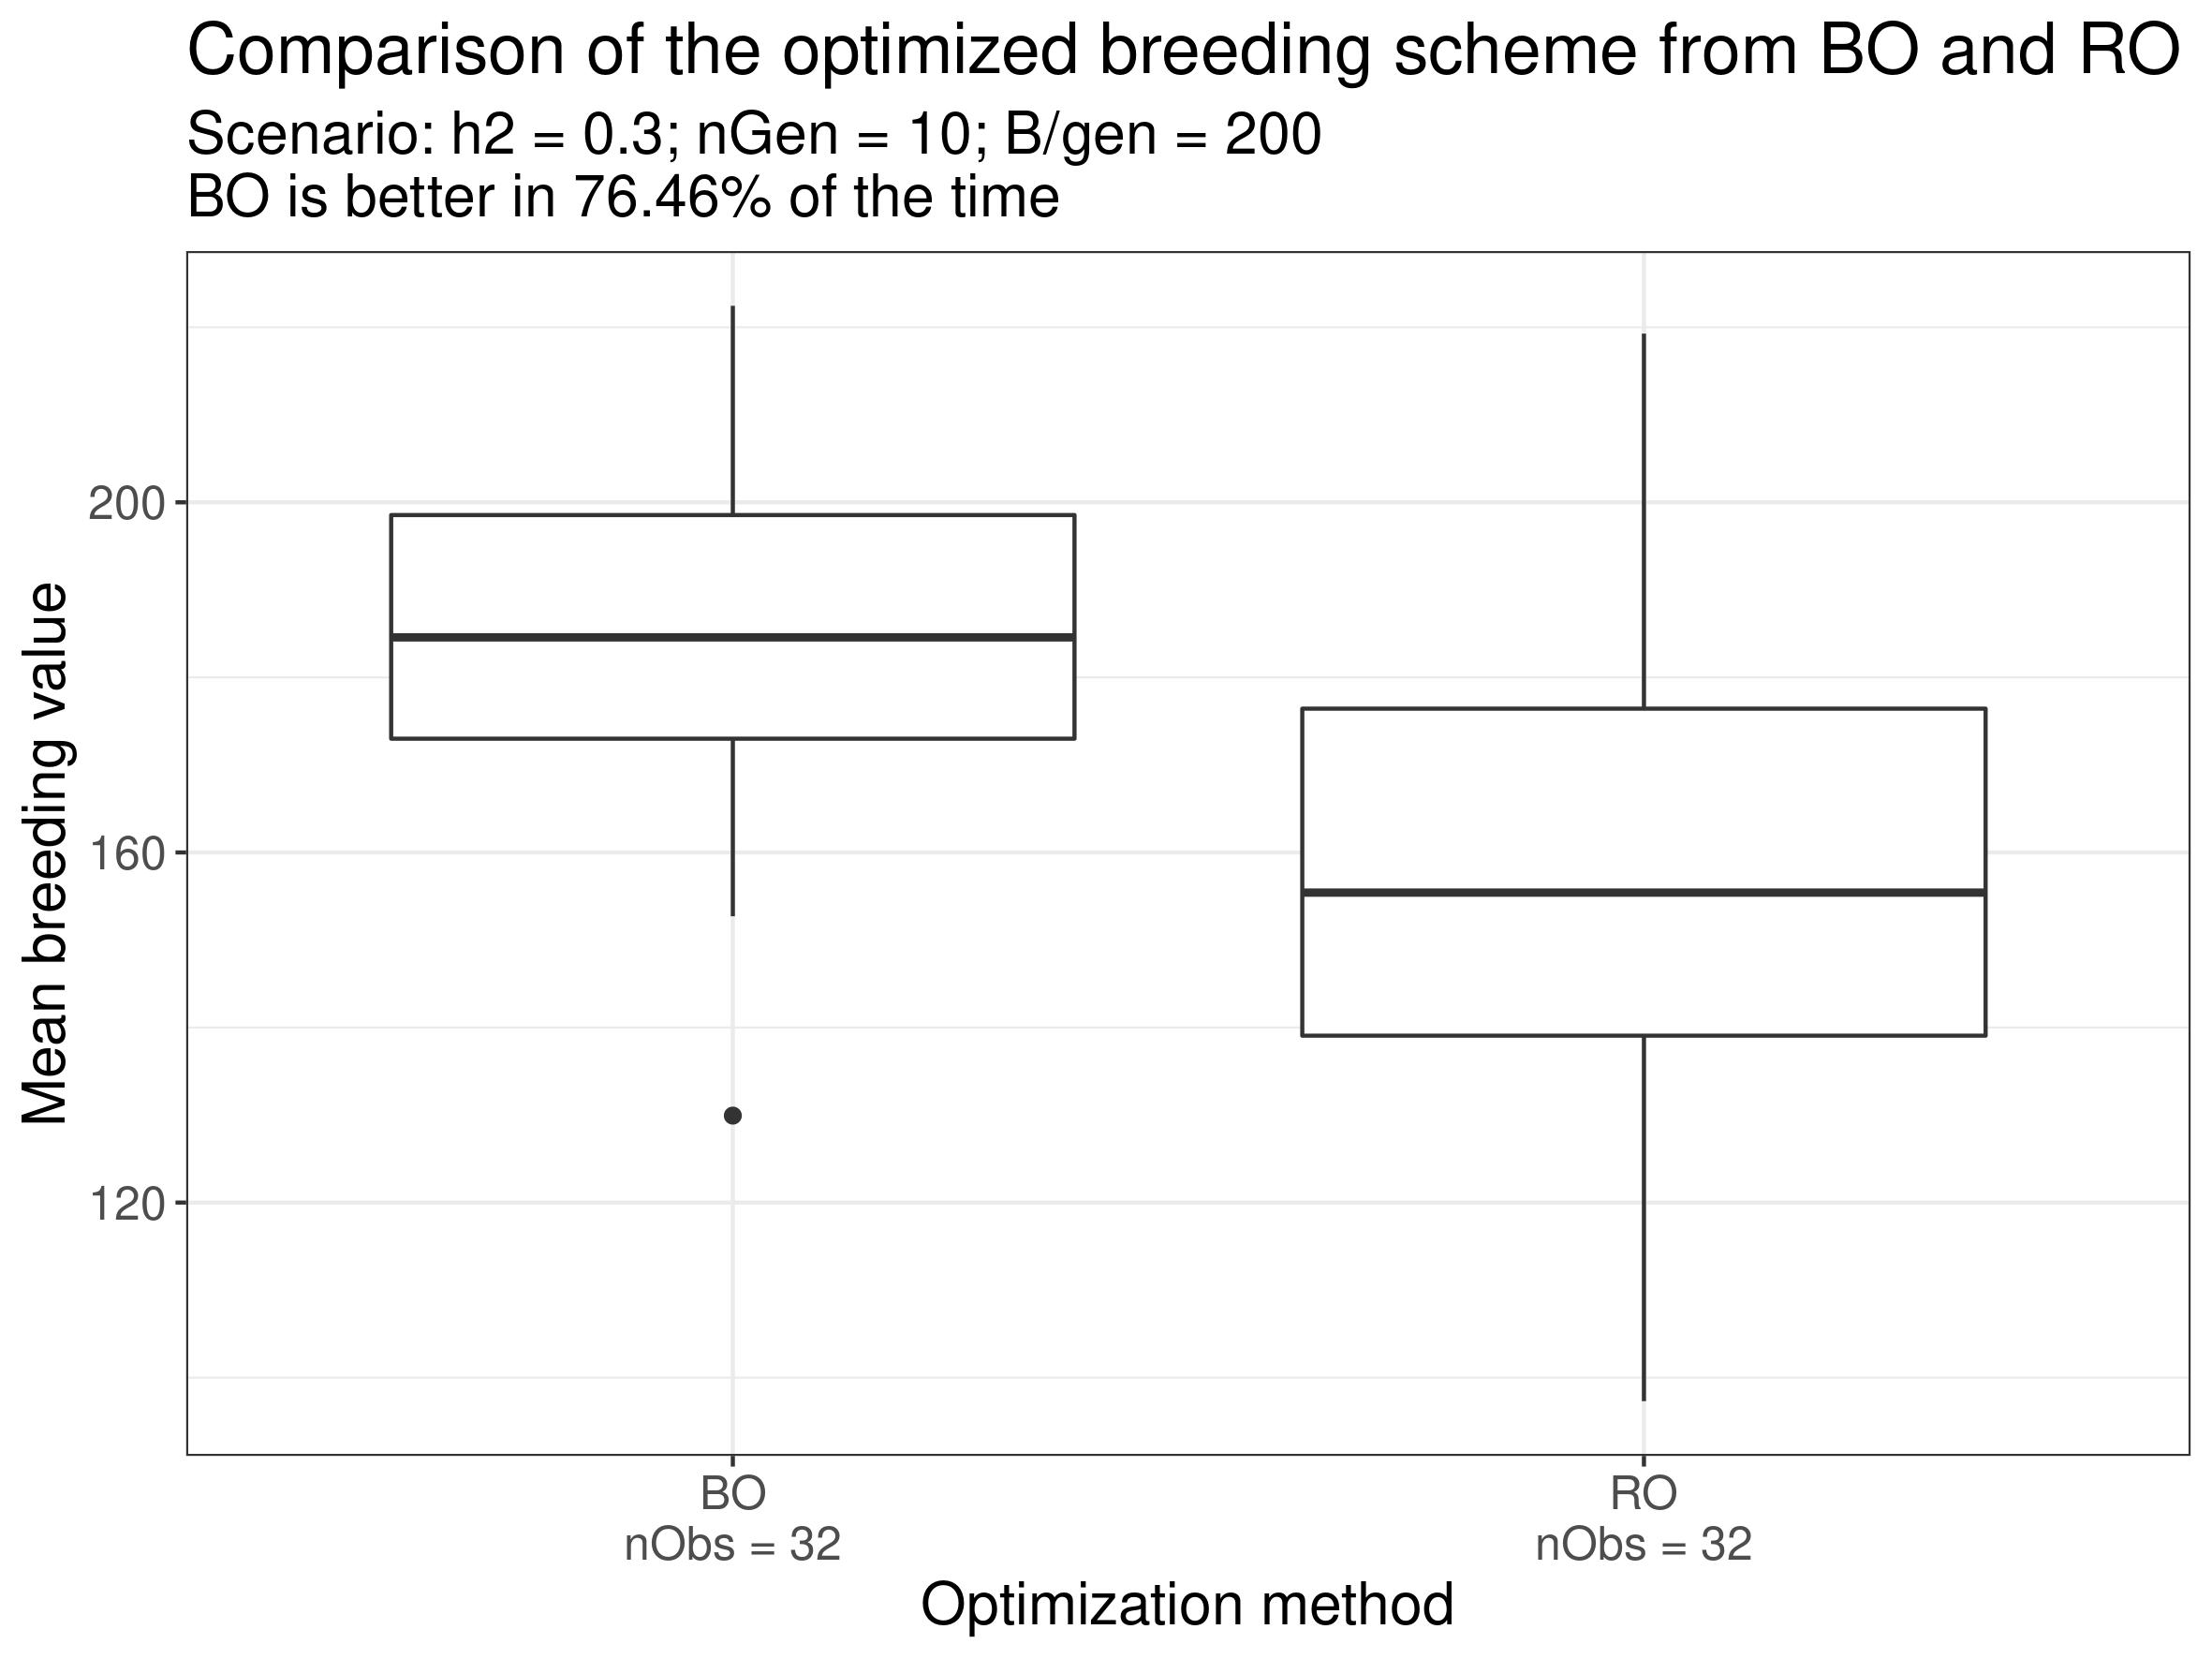 Comparison of the optimized breeding scheme from BO and RO
Scenario: h2 = 0.3; nGen = 10; B/gen = 200
BO is better in 76.46% of the time
Mean breeding value
200
160
120
BO
nObs = 32
RO
nObs = 32
Optimization method